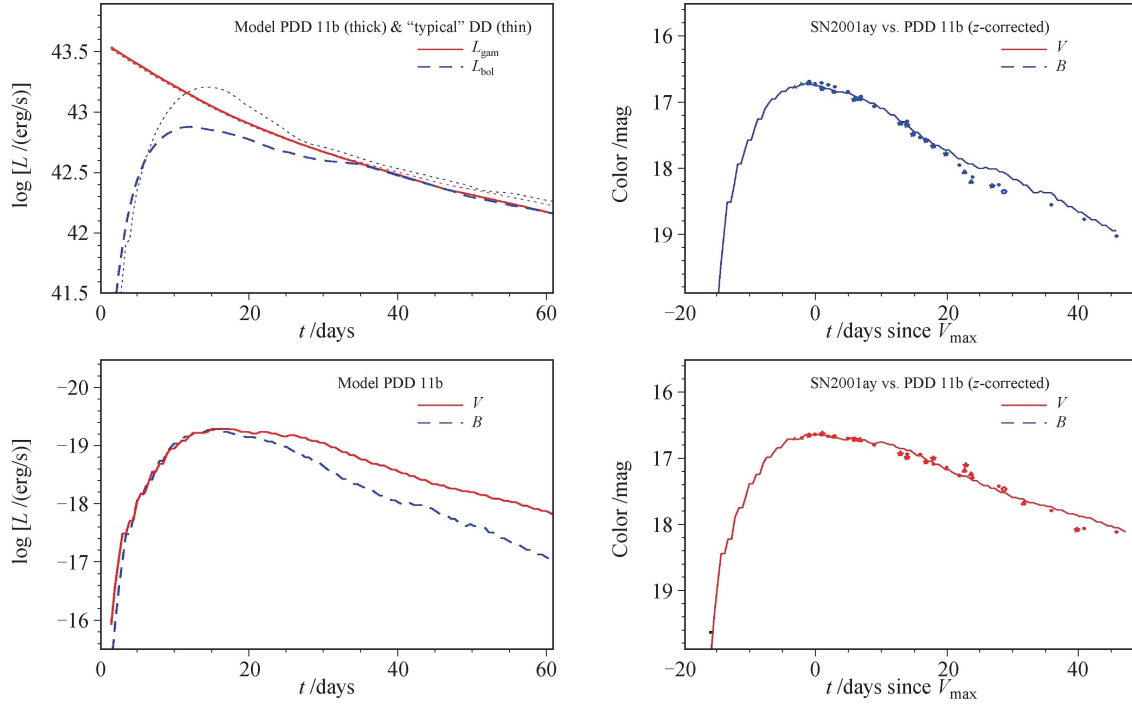 Model PDD 11b (thick) & “typical” DD (thin)
L_gam
L_bol
log [L /(erg/s)]
43.5
43
42.5
42
41.5
0 20 40 60
t /days
SN2001ay vs. PDD 11b (z-corrected)
V
B
Color /mag
16
17
18
19
−20 0 20 40
t /days since V_max
Model PDD 11b
V
B
log [L /(erg/s)]
−20
−19
−18
−17
−16
0 20 40 60
t /days
SN2001ay vs. PDD 11b (z-corrected)
V
B
Color /mag
16
17
18
19
−20 0 20 40
t /days since V_max